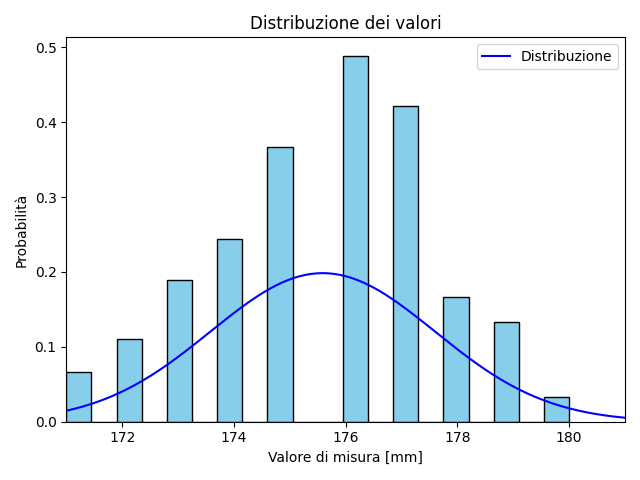 Distribuzione dei valori
Distribuzione
0.5
0.4
0.3
0.2
0.1
0.0
Probabilità
172 174 176 178 180
Valore di misura [mm]